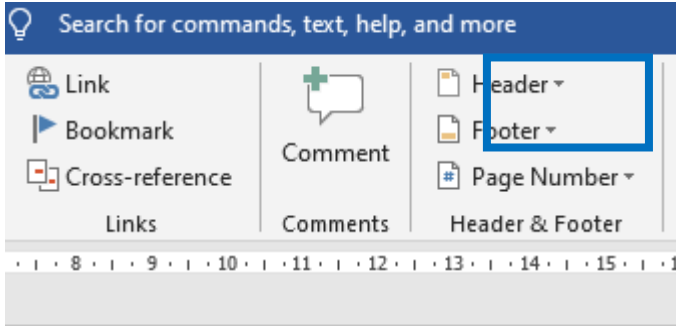 Search for commands, text, help, and more
Link
Bookmark
Cross-reference
Links
Comment
Comments
Header
Footer
Page Number
Header & Footer
8 9 10 11 12 13 14 15